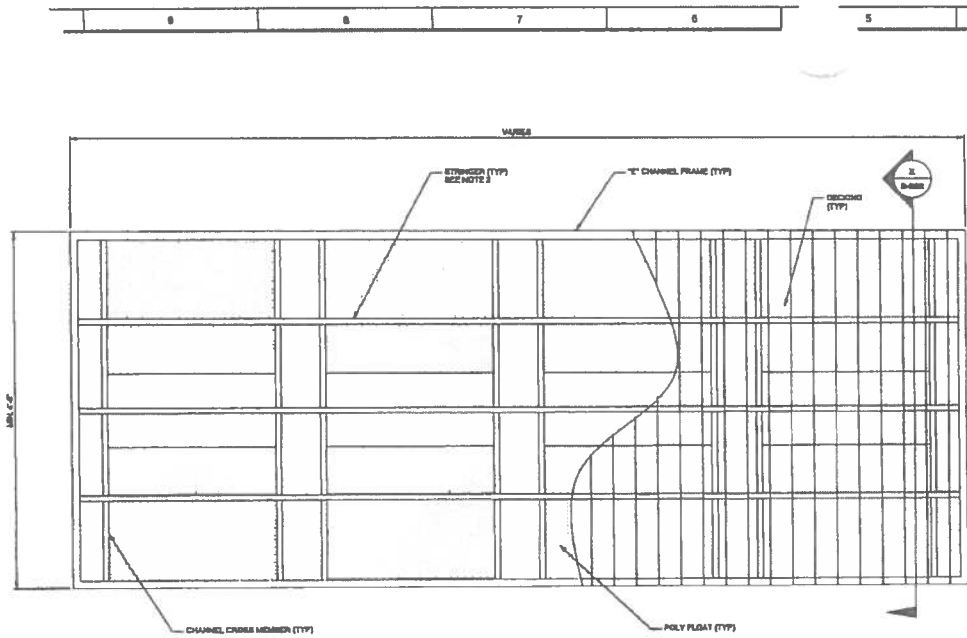 8
7
6
5
VARIES
STRINGER (TYP)
SEE NOTE 2
"E" CHANNEL FRAME (TYP)
DECKING
(TYP)
X
CHANNEL CROSS MEMBER (TYP)
POLY FLOAT (TYP)